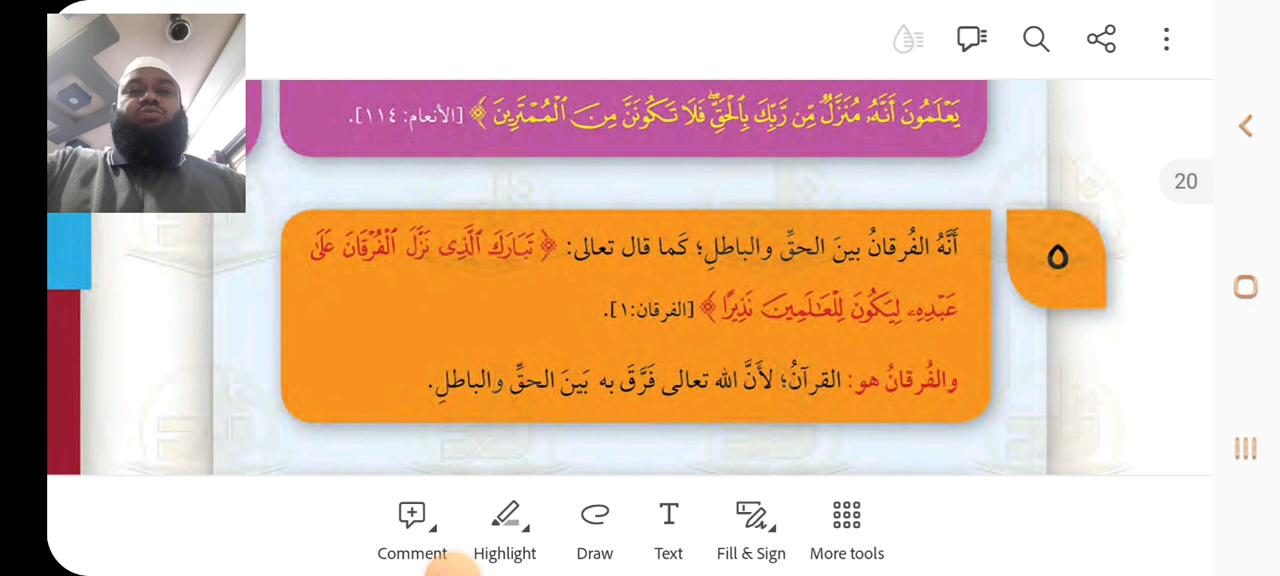 يَعْلَمُونَ أَنَّهُۥ مُنَزَّلٌ مِّن رَّبِّكَ بِٱلْحَقِّۖ فَلَا تَكُونَنَّ مِنَ ٱلْمُمْتَرِينَ ﴾ [الأنعام: ١١٤].
20
٥
أَنَّهُ الفُرقانُ بينَ الحقِّ والباطلِ؛ كَما قال تعالى: ﴿ تَبَارَكَ ٱلَّذِى نَزَّلَ ٱلْفُرْقَانَ عَلَىٰ
عَبْدِهِۦ لِيَكُونَ لِلْعَـٰلَمِينَ نَذِيرًا ﴾ [الفرقان:١].
والفُرقانُ هو: القرآنُ؛ لأَنَّ الله تعالى فَرَّقَ به بَينَ الحقِّ والباطلِ.
Comment
Highlight
Draw
Text
Fill & Sign
More tools